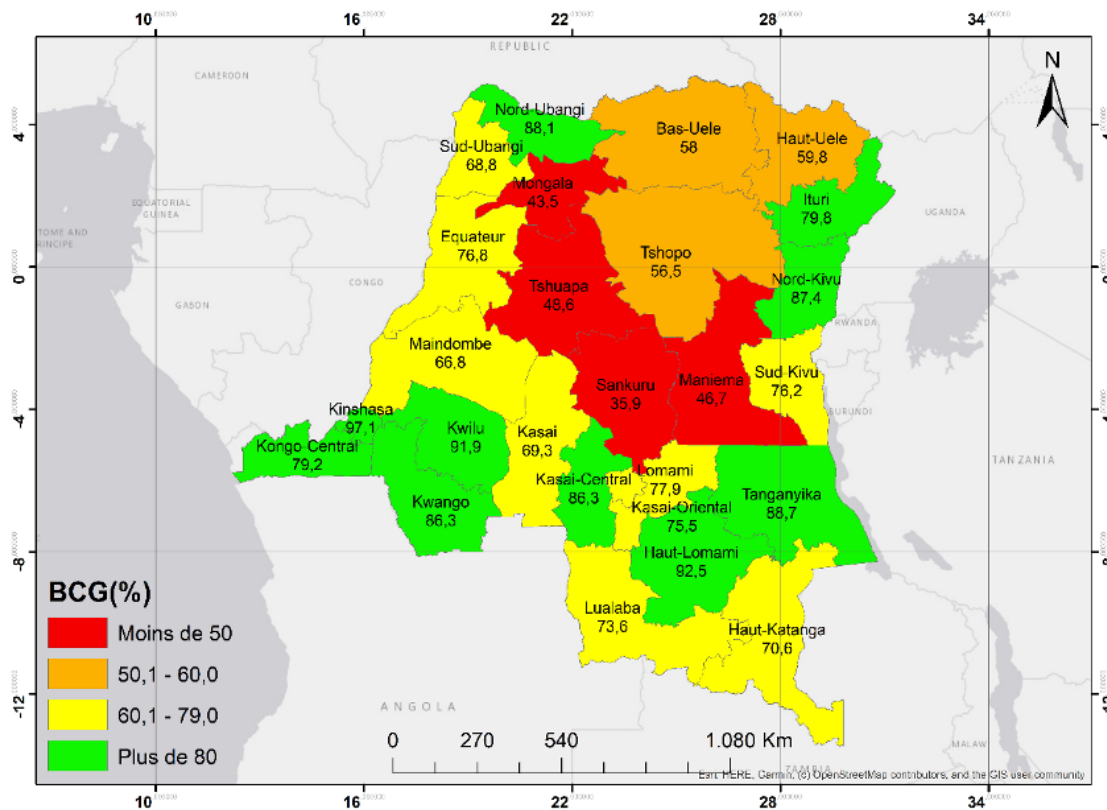 10 16 22 28 34
REPUBLIC
CAMEROON
N
Nord-Ubangi
88,1
Bas-Uele
58
Haut-Uele
59,8
4
Sud-Ubangi
68,8
Mongala
43,5
Ituri
79,8
EQUATORIAL
GUINEA
UGANDA
TOME AND
RINCIPE
Equateur
76,8
Tshopo
56,5
0
CONGO
Tshuapa
48,6
Nord-Kivu
87,4
GABON
RWANDA
Maindombe
66,8
Sankuru
35,9
Maniema
46,7
Sud-Kivu
76,2
-4
Kinshasa
97,1
BURUNDI
Kongo Central
79,2
Kwilu
91,9
Kasai
69,3
TANZANIA
Lomami
77,9
Kasai-Central
86,3
Kwango
86,3
Kasai-Oriental
75,5
Tanganyika
88,7
-8
Haut-Lomami
92,5
BCG(%)
Moins de 50
50,1 - 60,0
60,1 - 79,0
Plus de 80
Lualaba
73,6
Haut-Katanga
70,6
-12
ANGOLA
0 270 540 1.080 Km
MALAW
ZAMBIA
Esri, HERE, Garmin, (c) OpenStreetMap contributors, and the GIS user community
10 16 22 28 34